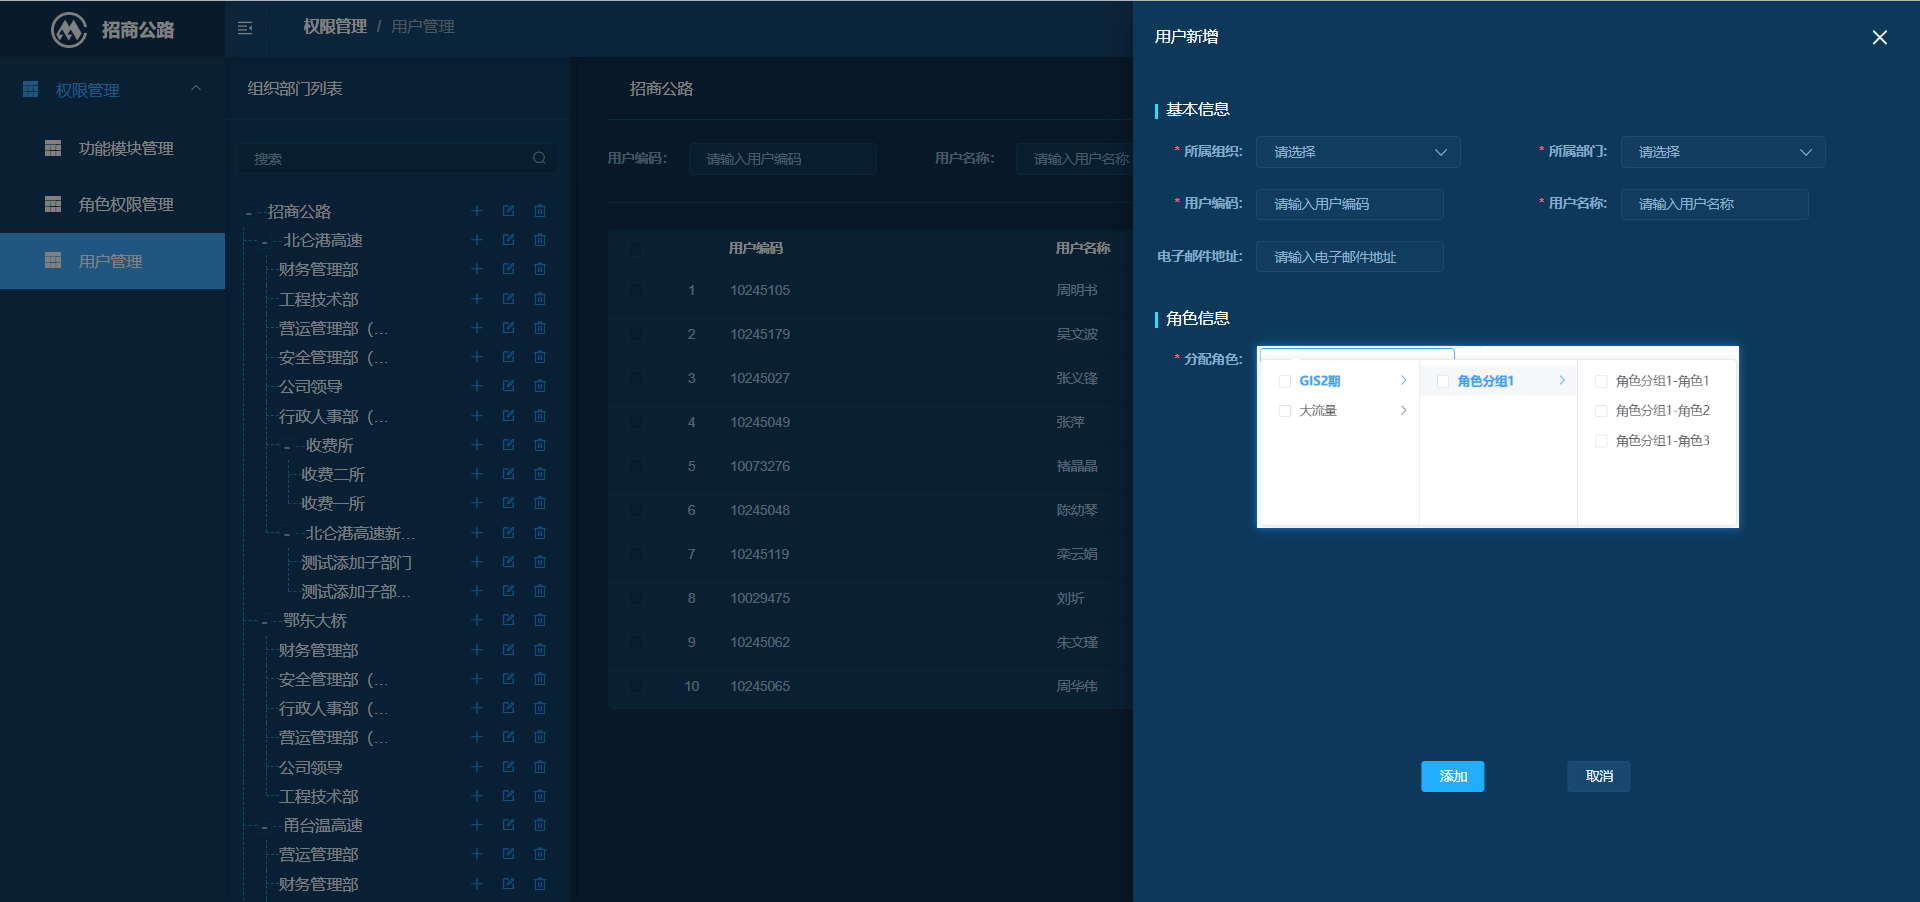 招商公路
权限管理 / 用户管理
权限管理
功能模块管理
角色权限管理
用户管理
组织部门列表
搜索
- 招商公路
- 北仑港高速
财务管理部
工程技术部
营运管理部（...
安全管理部（...
公司领导
行政人事部（...
- 收费所
收费二所
收费一所
- 北仑港高速新...
测试添加子部门
测试添加子部...
- 鄂东大桥
财务管理部
安全管理部（...
行政人事部（...
营运管理部（...
公司领导
工程技术部
- 甬台温高速
营运管理部
财务管理部
招商公路
用户编码： 请输入用户编码 用户名称： 请输入用户名称
用户编码 用户名称
1 10245105 周明书
2 10245179 吴文波
3 10245027 张义锋
4 10245049 张萍
5 10073276 褚晶晶
6 10245048 陈幼琴
7 10245119 栾云娟
8 10029475 刘圻
9 10245062 朱文瑾
10 10245065 周华伟
用户新增
基本信息
* 所属组织: 请选择 * 所属部门: 请选择
* 用户编码: 请输入用户编码 * 用户名称: 请输入用户名称
电子邮件地址: 请输入电子邮件地址
角色信息
* 分配角色:
GIS2期 角色分组1 角色分组1-角色1
大流量 角色分组1-角色2
角色分组1-角色3
添加 取消